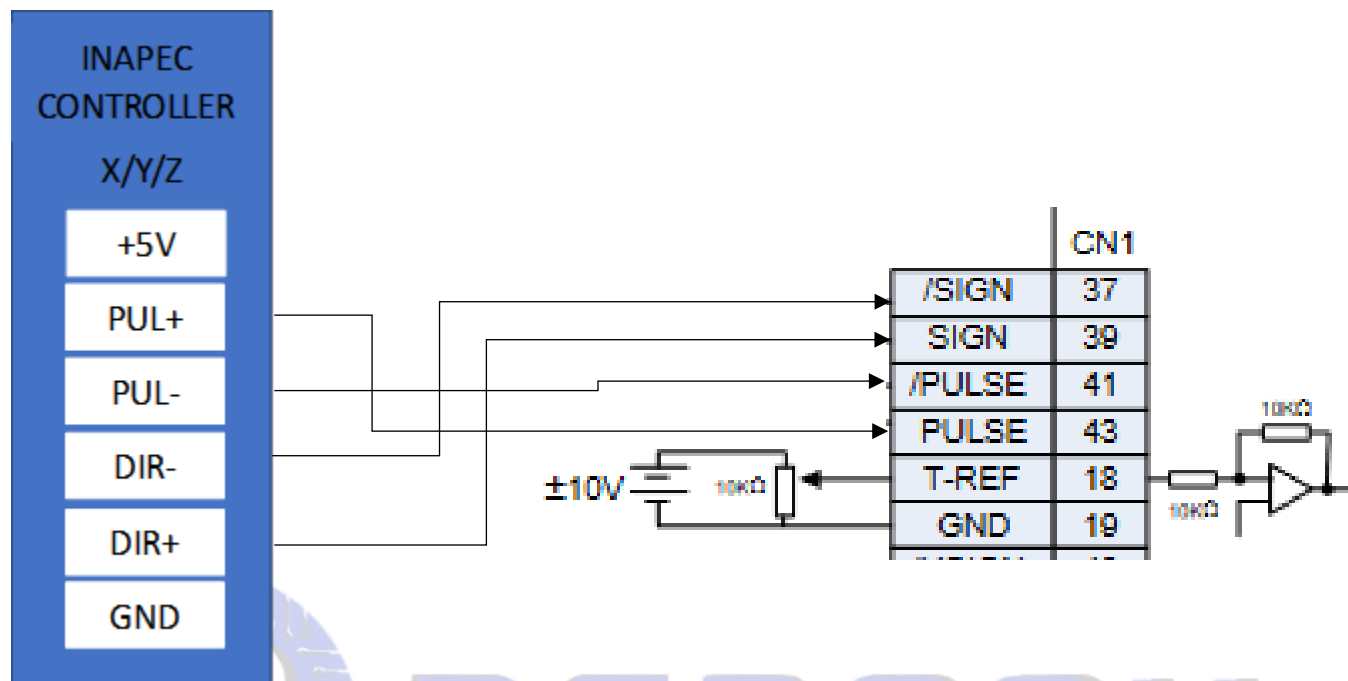 INAPEC
CONTROLLER
X/Y/Z
+5V
PUL+
PUL-
DIR-
DIR+
GND
CN1
/SIGN 37
SIGN 39
/PULSE 41
PULSE 43
T-REF 18
GND 19
±10V
10KΩ
10KΩ
10KΩ